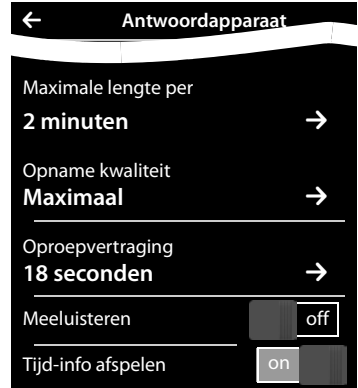 Antwoordapparaat
Maximale lengte per
2 minuten
Opname kwaliteit
Maximaal
Oproepvertraging
18 seconden
Meeluisteren off
Tijd-info afspelen on